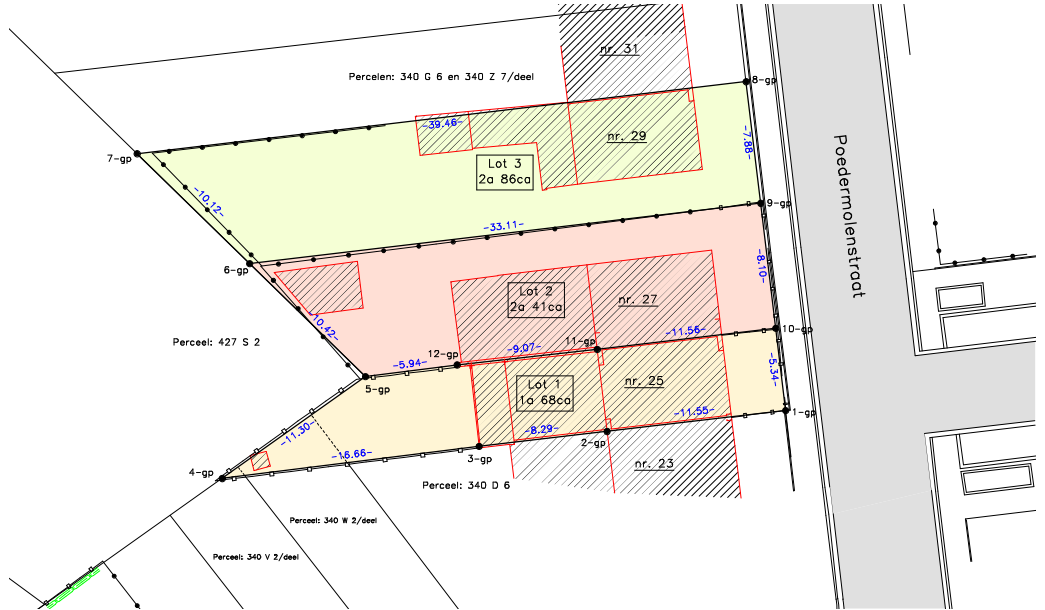 nr. 31
Percelen: 340 G 6 en 340 Z 7/deel
8-gp
-39.46-
nr. 29
-7.88-
7-gp
Lot 3
2a 86ca
-10.12-
9-gp
-33.11-
Poedermolenstraat
6-gp
-8.10-
Lot 2
2a 41ca
nr. 27
10.42-
10-gp
-11.56-
Perceel: 427 S 2
11-gp
-9.07-
12-gp
-5.94-
5-gp
-5.34-
nr. 25
Lot 1
1a 68ca
1-gp
-11.55-
-11.30-
-8.29-
2-gp
3-gp
-16.66-
4-gp
nr. 23
Perceel: 340 D 6
Perceel: 340 W 2/deel
Perceel: 340 V 2/deel